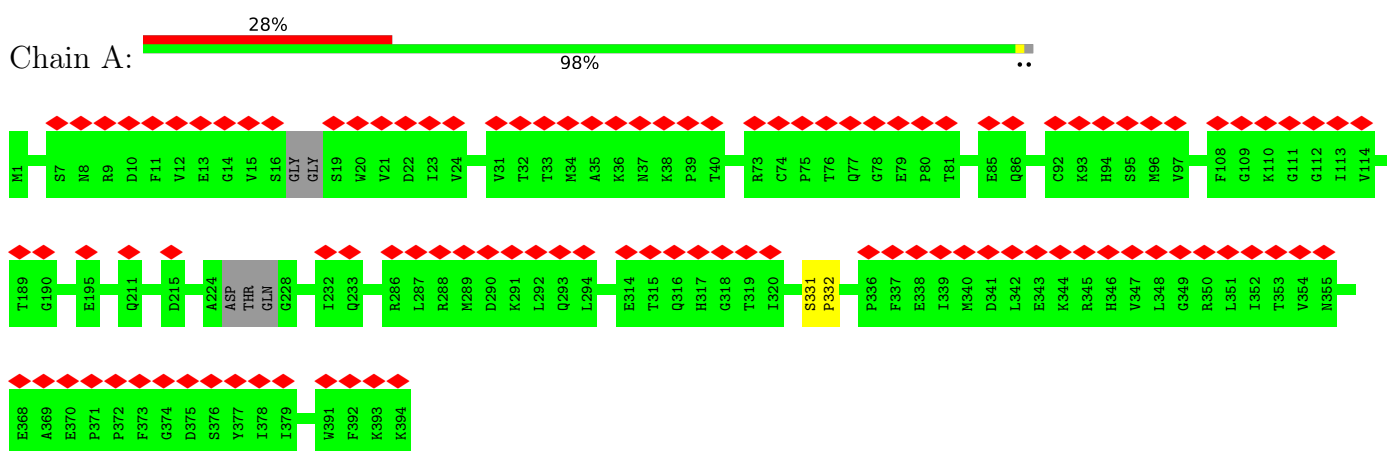 28%
Chain A:
98%
••
M1 S7 N8 R9 D10 F11 V12 E13 G14 V15 S16 GLY GLY S19 W20 V21 D22 I23 V24 V31 T32 T33 M34 A35 K36 N37 K38 P39 T40 R73 C74 P75 T76 Q77 G78 E79 P80 T81 E85 Q86 C92 K93 H94 S95 M96 V97 F108 G109 K110 G111 G112 I113 V114
T189 G190 E195 Q211 D215 A224 ASP THR GLN G228 I232 Q233 R286 L287 R288 M289 D290 K291 L292 Q293 L294 E314 T315 Q316 H317 G318 T319 I320 S331 P332 P336 F337 E338 I339 M340 D341 L342 E343 K344 R345 H346 V347 L348 G349 R350 L351 I352 T353 V354 N355
E368 A369 E370 P371 P372 F373 G374 D375 S376 Y377 I378 I379 W391 F392 K393 K394